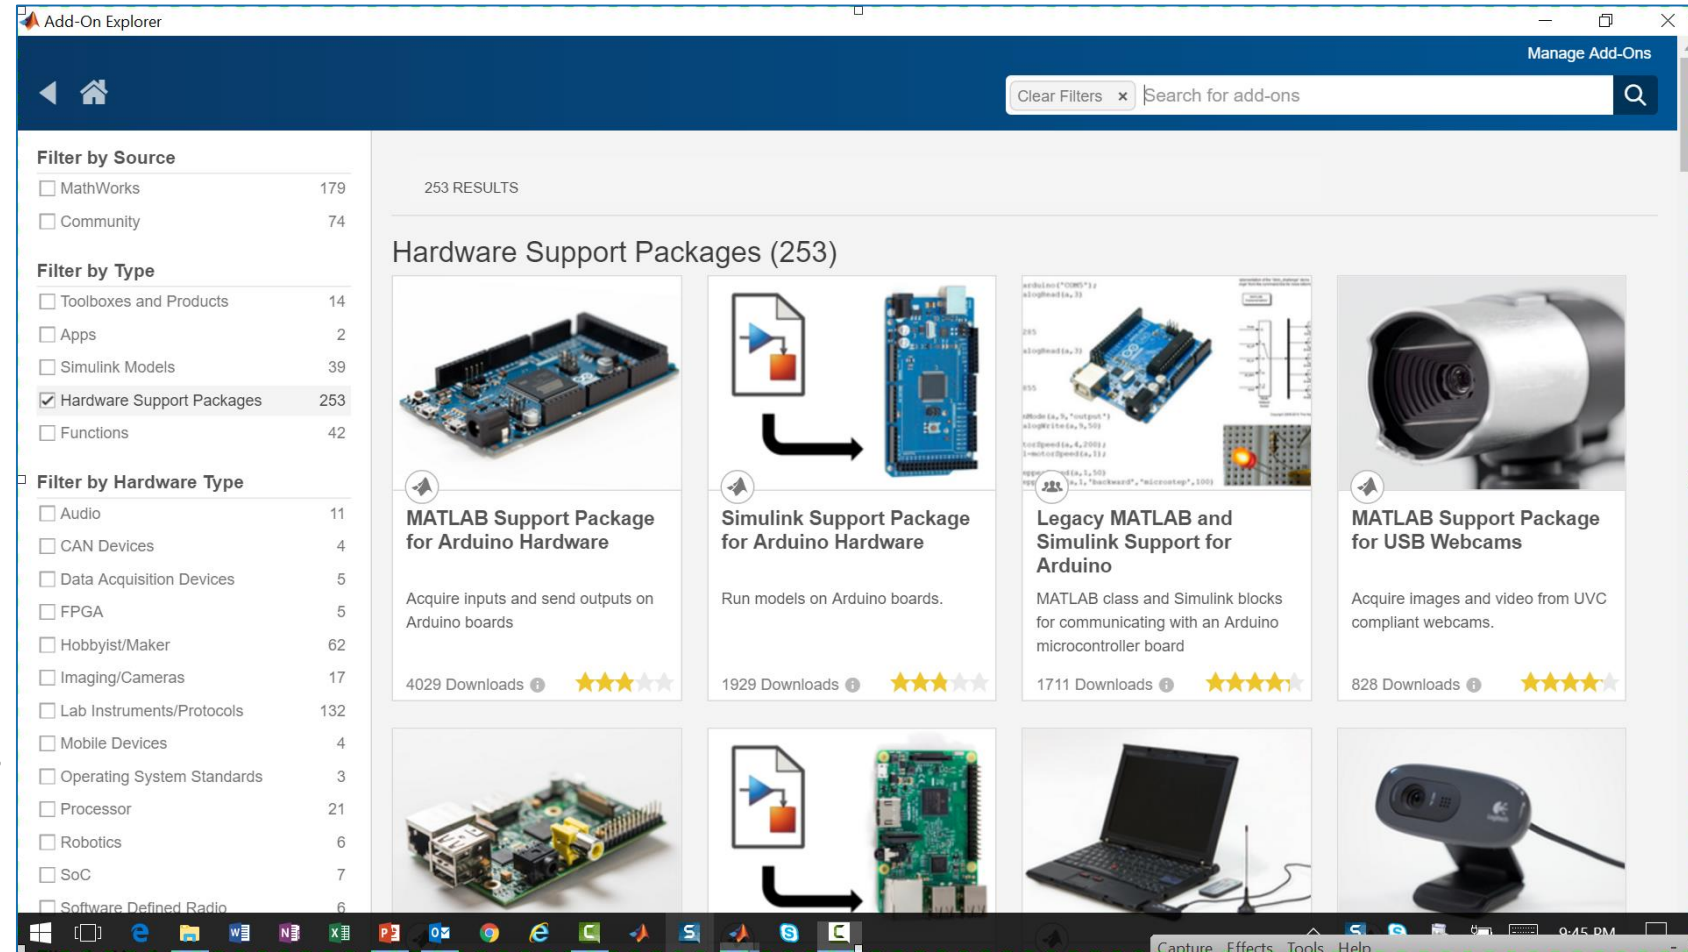 Add-On Explorer
Manage Add-Ons
Clear Filters × Search for add-ons
Filter by Source
MathWorks 179
Community 74
Filter by Type
Toolboxes and Products 14
Apps 2
Simulink Models 39
Hardware Support Packages 253
Functions 42
Filter by Hardware Type
Audio 11
CAN Devices 4
Data Acquisition Devices 5
FPGA 5
Hobbyist/Maker 62
Imaging/Cameras 17
Lab Instruments/Protocols 132
Mobile Devices 4
Operating System Standards 3
Processor 21
Robotics 6
SoC 7
Software Defined Radio 6
253 RESULTS
Hardware Support Packages (253)
MATLAB Support Package
for Arduino Hardware
Acquire inputs and send outputs on
Arduino boards
4029 Downloads
Simulink Support Package
for Arduino Hardware
Run models on Arduino boards.
1929 Downloads
Legacy MATLAB and
Simulink Support for
Arduino
MATLAB class and Simulink blocks
for communicating with an Arduino
microcontroller board
1711 Downloads
MATLAB Support Package
for USB Webcams
Acquire images and video from UVC
compliant webcams.
828 Downloads
9:45 PM
Capture Effects Tools Help